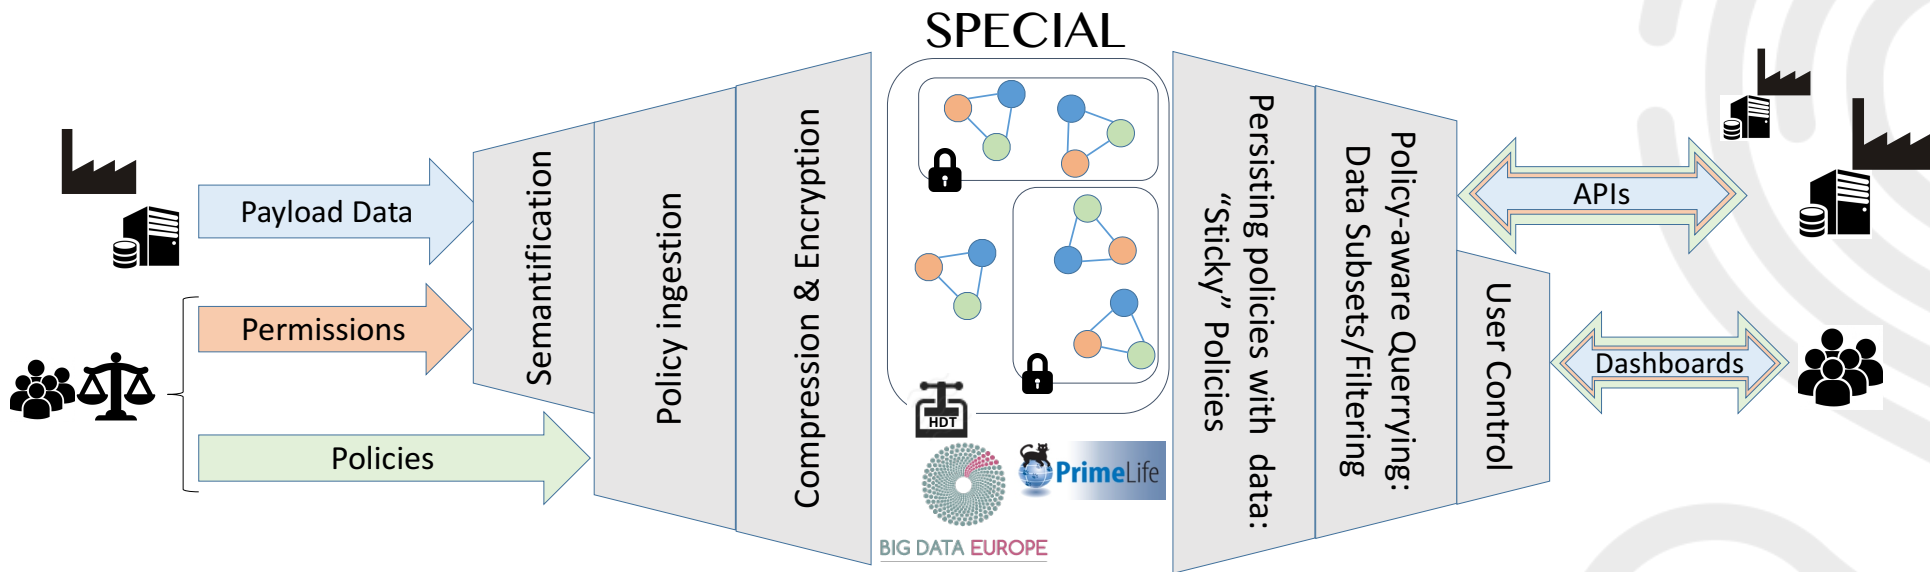 SPECIAL
Payload Data
Permissions
Policies
Semantification
Policy ingestion
Compression & Encryption
HDT
BIG DATA EUROPE
PrimeLife
Persisting policies with data:
“Sticky” Policies
Policy-aware Querrying:
Data Subsets/Filtering
User Control
APIs
Dashboards